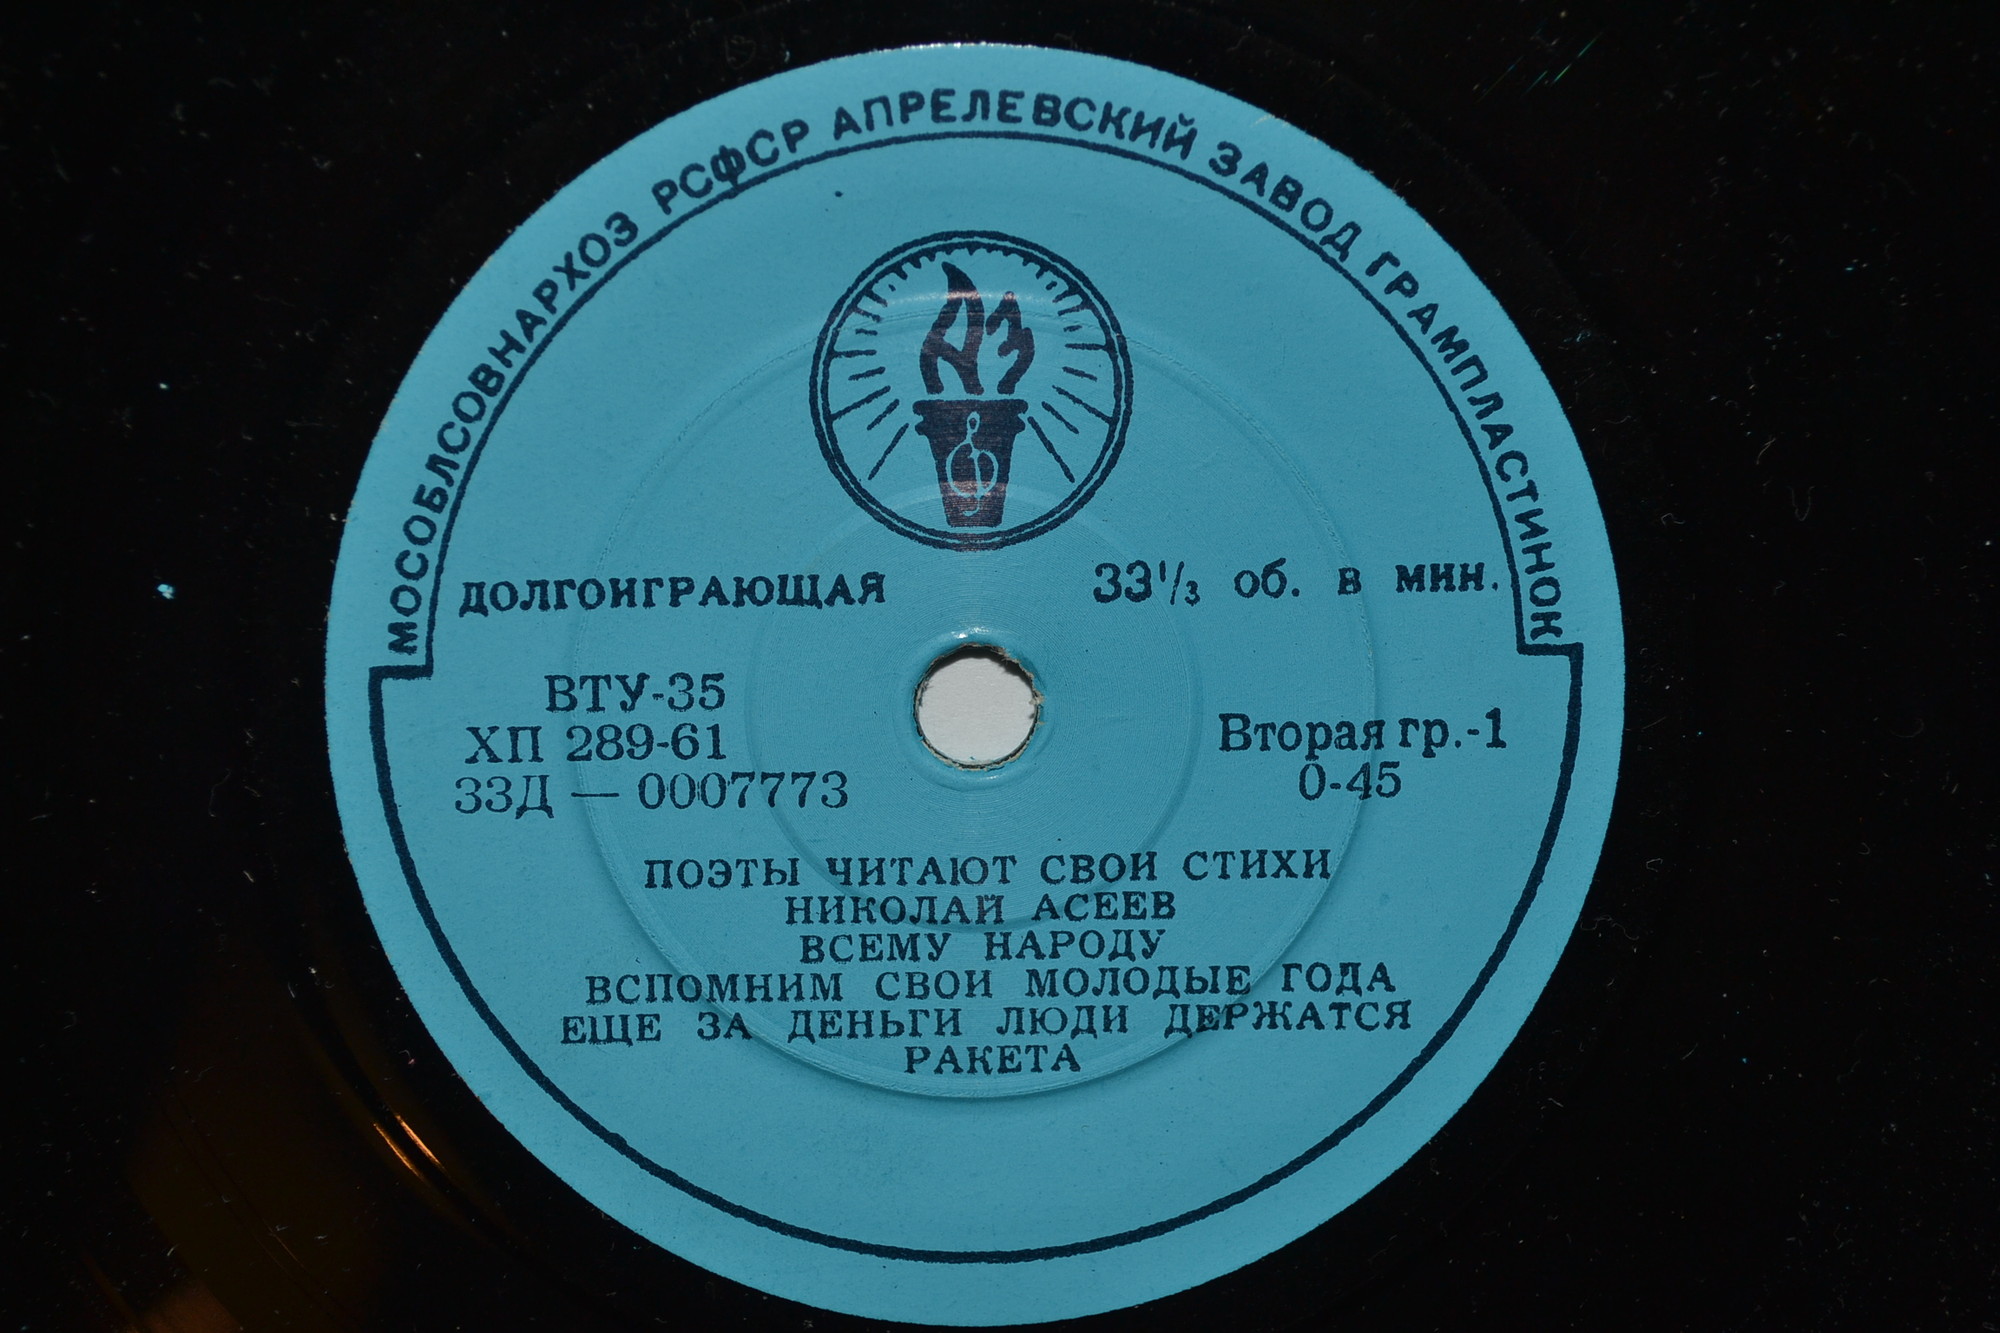 МОСОБЛСОВНАРХОЗ РСФСР АПРЕЛЕВСКИЙ ЗАВОД ГРАМПЛАСТИНОК
АЗ
ДОЛГОИГРАЮЩАЯ 33⅓ об. в мин.
ВТУ-35
ХП 289-61 Вторая гр.-1
33Д — 0007773 0-45
ПОЭТЫ ЧИТАЮТ СВОИ СТИХИ
НИКОЛАЙ АСЕЕВ
ВСЕМУ НАРОДУ
ВСПОМНИМ СВОИ МОЛОДЫЕ ГОДА
ЕЩЕ ЗА ДЕНЬГИ ЛЮДИ ДЕРЖАТСЯ
РАКЕТА